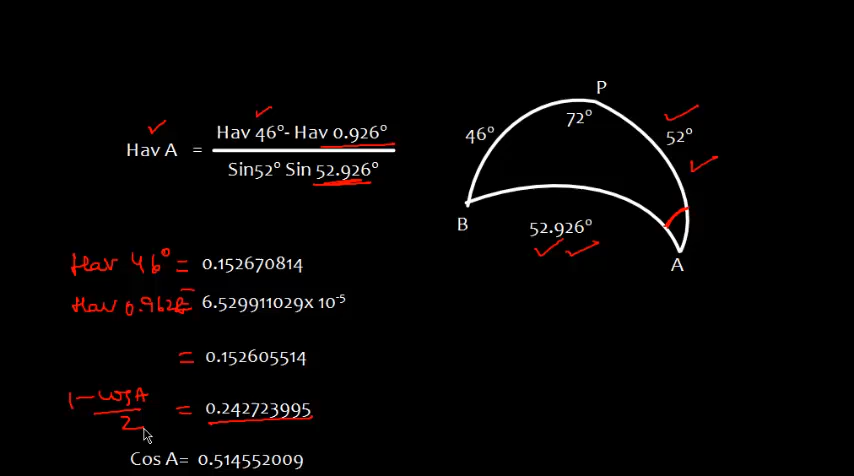 P
Hav 46°- Hav 0.926°
72°
46°
52°
Hav A =
Sin52° Sin 52.926°
B
52.926°
A
Hav 46° = 0.152670814
Hav 0.962° = 6.529911029x 10-5
= 0.152605514
1 - cos A
2
= 0.242723995
Cos A= 0.514552009